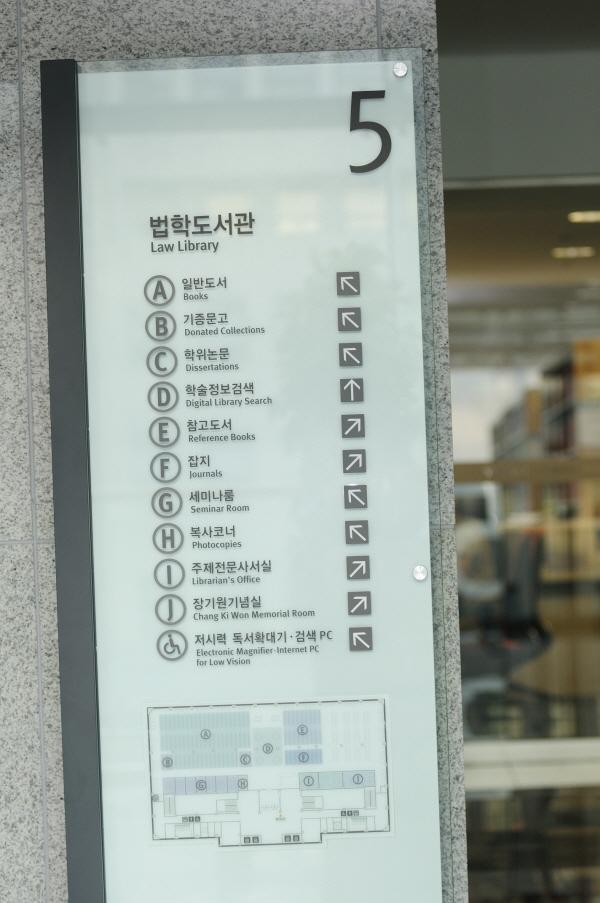 5
법학도서관
Law Library
A 일반도서
Books
B 기증문고
Donated Collections
C 학위논문
Dissertations
D 학술정보검색
Digital Library Search
E 참고도서
Reference Books
F 잡지
Journals
G 세미나룸
Seminar Room
H 복사코너
Photocopies
I 주제전문사서실
Librarian's Office
J 장기원기념실
Chang Ki Won Memorial Room
저시력 독서확대기·검색 PC
Electronic Magnifier·Internet PC
for Low Vision
A E
B C D F
G H I J